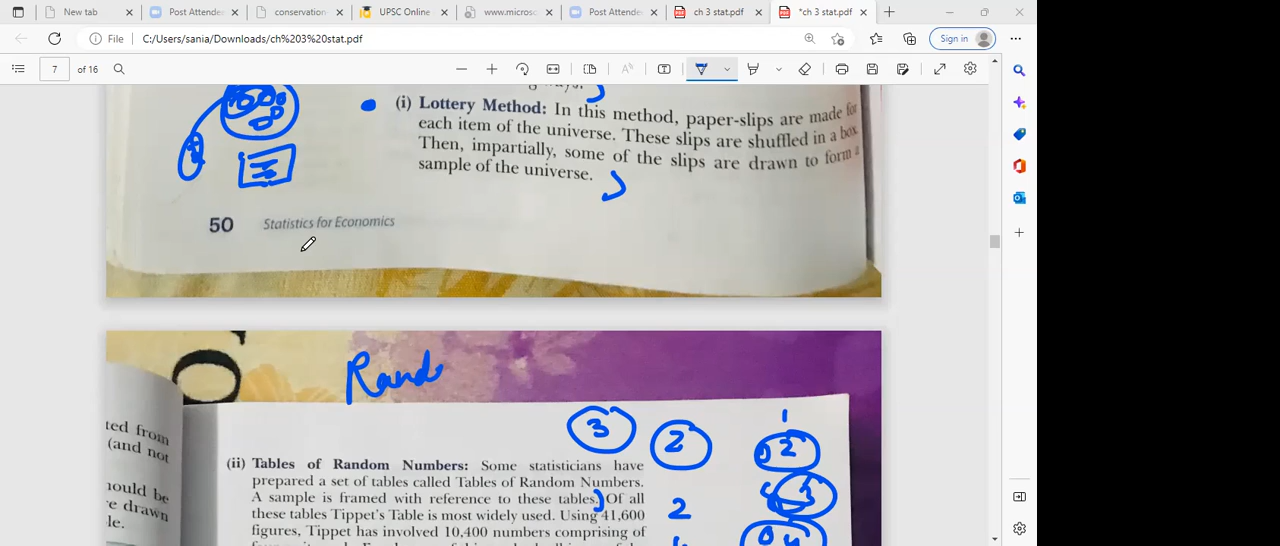 New tab
Post Attende
conservation-
UPSC Online
www.micros
Post Attende
ch 3 stat.pdf
*ch 3 stat.pdf
File C:/Users/sania/Downloads/ch%203%20stat.pdf
Sign in
7 of 16
(i) Lottery Method: In this method, paper-slips are made for
each item of the universe. These slips are shuffled in a box.
Then, impartially, some of the slips are drawn to form a
sample of the universe.
50 Statistics for Economics
Rand
3 2 1
2
2
ted from
(and not
ould be
e drawn
le.
(ii) Tables of Random Numbers: Some statisticians have
prepared a set of tables called Tables of Random Numbers.
A sample is framed with reference to these tables. Of all
these tables Tippet's Table is most widely used. Using 41,600
figures, Tippet has involved 10,400 numbers comprising of